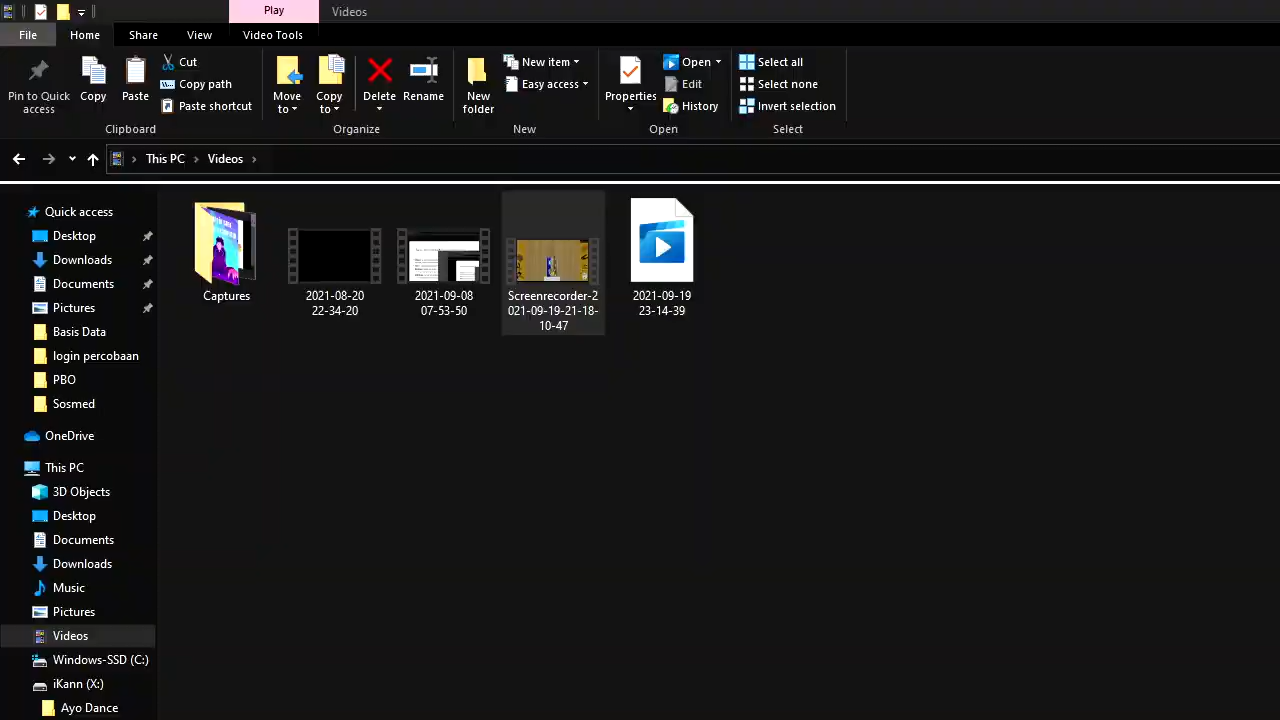 Play
Videos
File
Home
Share
View
Video Tools
Pin to Quick
access
Copy
Paste
Cut
Copy path
Paste shortcut
Clipboard
Move
to
Copy
to
Delete
Rename
Organize
New
folder
New item
Easy access
New
Properties
Open
Edit
History
Open
Select all
Select none
Invert selection
Select
This PC
Videos
Quick access
Desktop
Downloads
Documents
Pictures
Basis Data
login percobaan
PBO
Sosmed
OneDrive
This PC
3D Objects
Desktop
Documents
Downloads
Music
Pictures
Videos
Windows-SSD (C:)
iKann (X:)
Ayo Dance
Captures
2021-08-20
22-34-20
2021-09-08
07-53-50
Screenrecorder-2
021-09-19-21-18-
10-47
2021-09-19
23-14-39